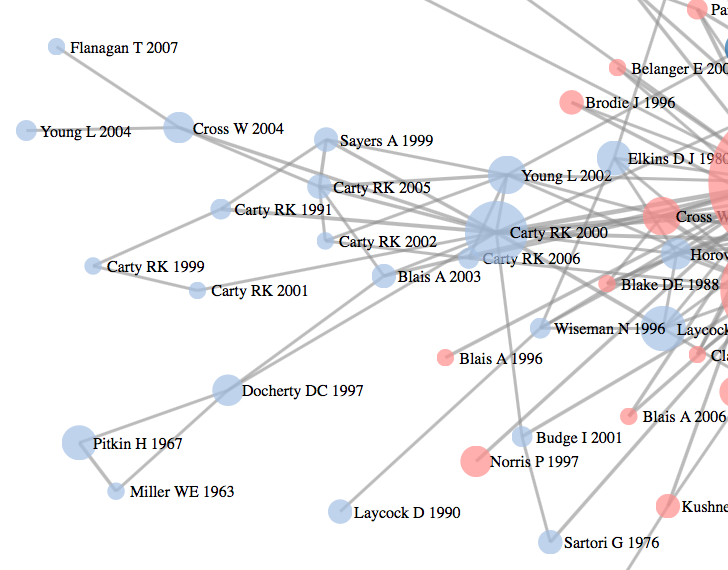 Pa
Flanagan T 2007
Belanger E 200
Brodie J 1996
Young L 2004
Cross W 2004
Sayers A 1999
Elkins D J 1980
Young L 2002
Carty RK 2005
Carty RK 1991
Cross W
Carty RK 2000
Carty RK 2002
Horow
Carty RK 2006
Carty RK 1999
Blais A 2003
Blake DE 1988
Carty RK 2001
Wiseman N 1996
Laycock
Blais A 1996
Cla
Docherty DC 1997
Blais A 2006
Budge I 2001
Pitkin H 1967
Norris P 1997
Miller WE 1963
Kushne
Laycock D 1990
Sartori G 1976